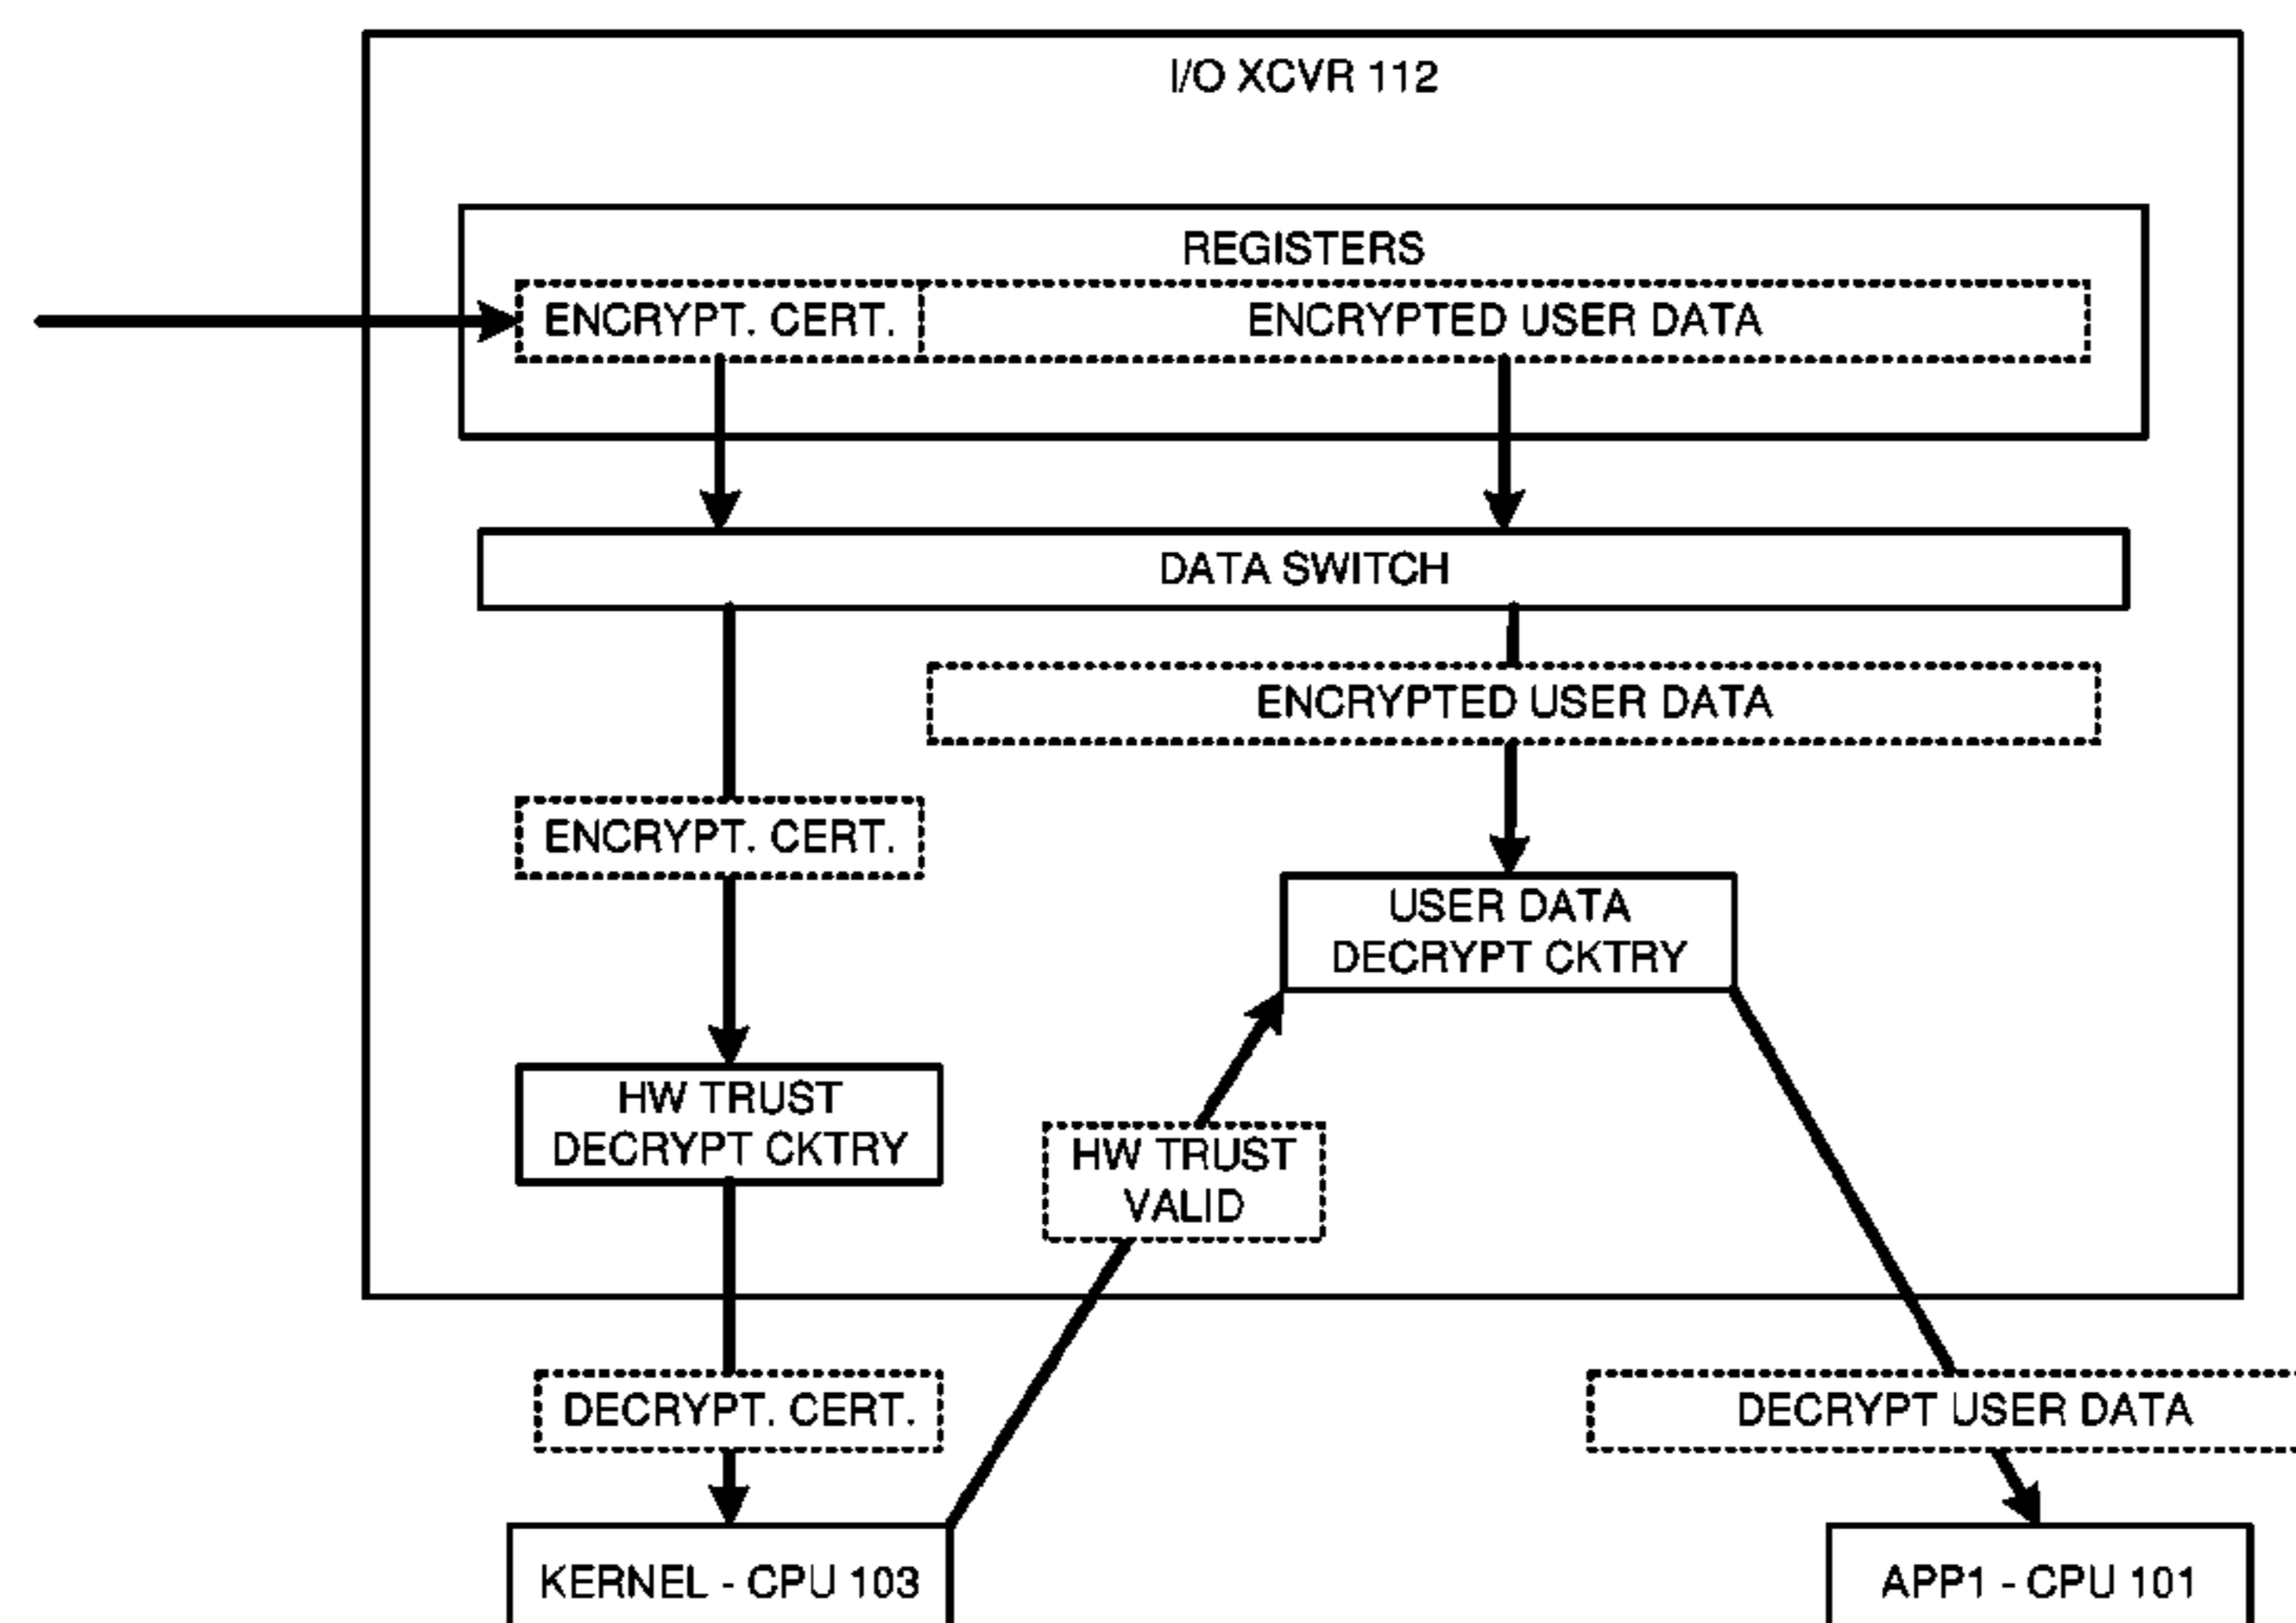 I/O XCVR 112
REGISTERS
ENCRYPT. CERT.
ENCRYPTED USER DATA
DATA SWITCH
ENCRYPTED USER DATA
ENCRYPT. CERT.
USER DATA
DECRYPT CKTRY
HW TRUST
DECRYPT CKTRY
HW TRUST
VALID
DECRYPT. CERT.
DECRYPT USER DATA
KERNEL - CPU 103
APP1 - CPU 101